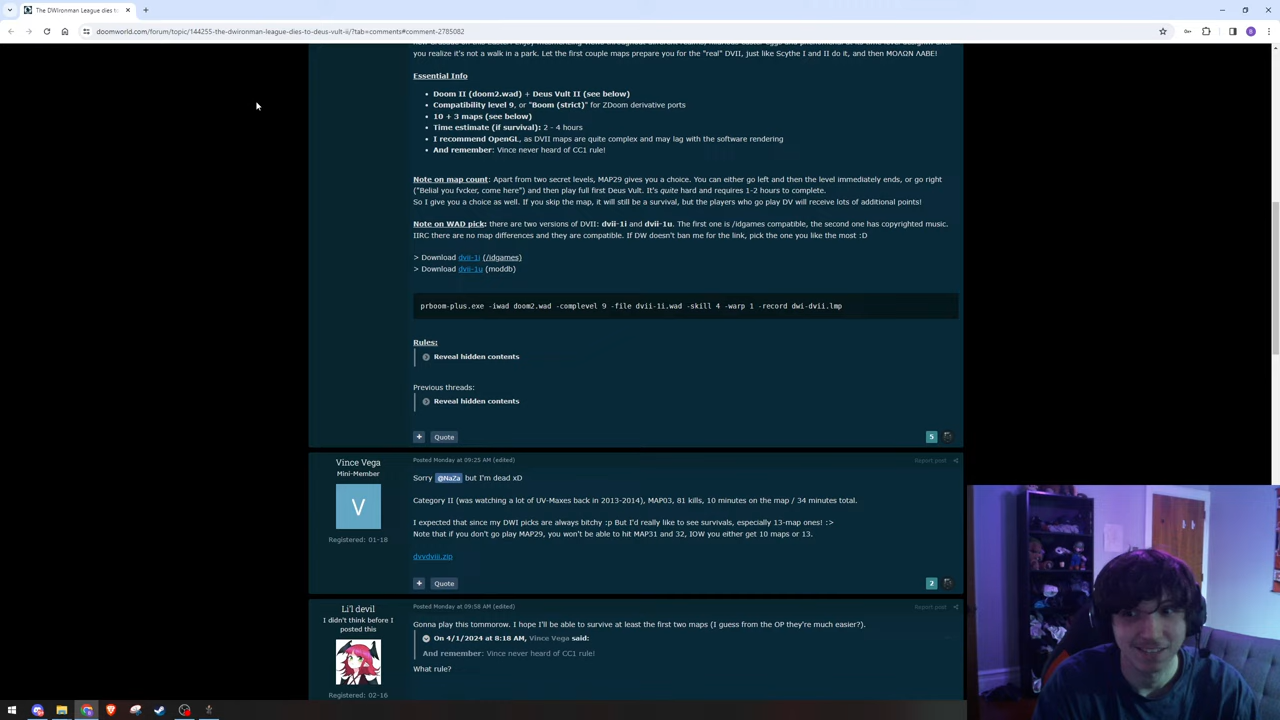 The DWIronman League dies to
doomworld.com/forum/topic/144255-the-dwironman-league-dies-to-deus-vult-ii/?tab=comments#comment-2785082
you realize it's not a walk in a park. Let the first couple maps prepare you for the "real" DVII, just like Scythe I and II do it, and then ΜΟΛΩΝ ΛΑΒΕ!
Essential Info
Doom II (doom2.wad) + Deus Vult II (see below)
Compatibility level 9, or "Boom (strict)" for ZDoom derivative ports
10 + 3 maps (see below)
Time estimate (if survival): 2 - 4 hours
I recommend OpenGL, as DVII maps are quite complex and may lag with the software rendering
And remember: Vince never heard of CC1 rule!
Note on map count: Apart from two secret levels, MAP29 gives you a choice. You can either go left and then the level immediately ends, or go right
("Belial you fvcker, come here") and then play full first Deus Vult. It's quite hard and requires 1-2 hours to complete.
So I give you a choice as well. If you skip the map, it will still be a survival, but the players who go play DV will receive lots of additional points!
Note on WAD pick: there are two versions of DVII: dvii-1i and dvii-1u. The first one is /idgames compatible, the second one has copyrighted music.
IIRC there are no map differences and they are compatible. If DW doesn't ban me for the link, pick the one you like the most :D
> Download dvii-1i (/idgames)
> Download dvii-1u (moddb)
prboom-plus.exe -iwad doom2.wad -complevel 9 -file dvii-1i.wad -skill 4 -warp 1 -record dwi-dvii.lmp
Rules:
Reveal hidden contents
Previous threads:
Reveal hidden contents
+ Quote 5
Vince Vega
Mini-Member
V
Registered: 01-18
Posted Monday at 09:25 AM (edited)
Report post
Sorry @NaZa but I'm dead xD
Category II (was watching a lot of UV-Maxes back in 2013-2014), MAP03, 81 kills, 10 minutes on the map / 34 minutes total.
I expected that since my DWI picks are always bitchy :p But I'd really like to see survivals, especially 13-map ones! :>
Note that if you don't go play MAP29, you won't be able to hit MAP31 and 32, IOW you either get 10 maps or 13.
dvvdviii.zip
+ Quote 2
Li'l devil
I didn't think before I
posted this
Registered: 02-16
Posted Monday at 09:58 AM (edited)
Report post
Gonna play this tommorow. I hope I'll be able to survive at least the first two maps (I guess from the OP they're much easier?).
On 4/1/2024 at 8:18 AM, Vince Vega said:
And remember: Vince never heard of CC1 rule!
What rule?